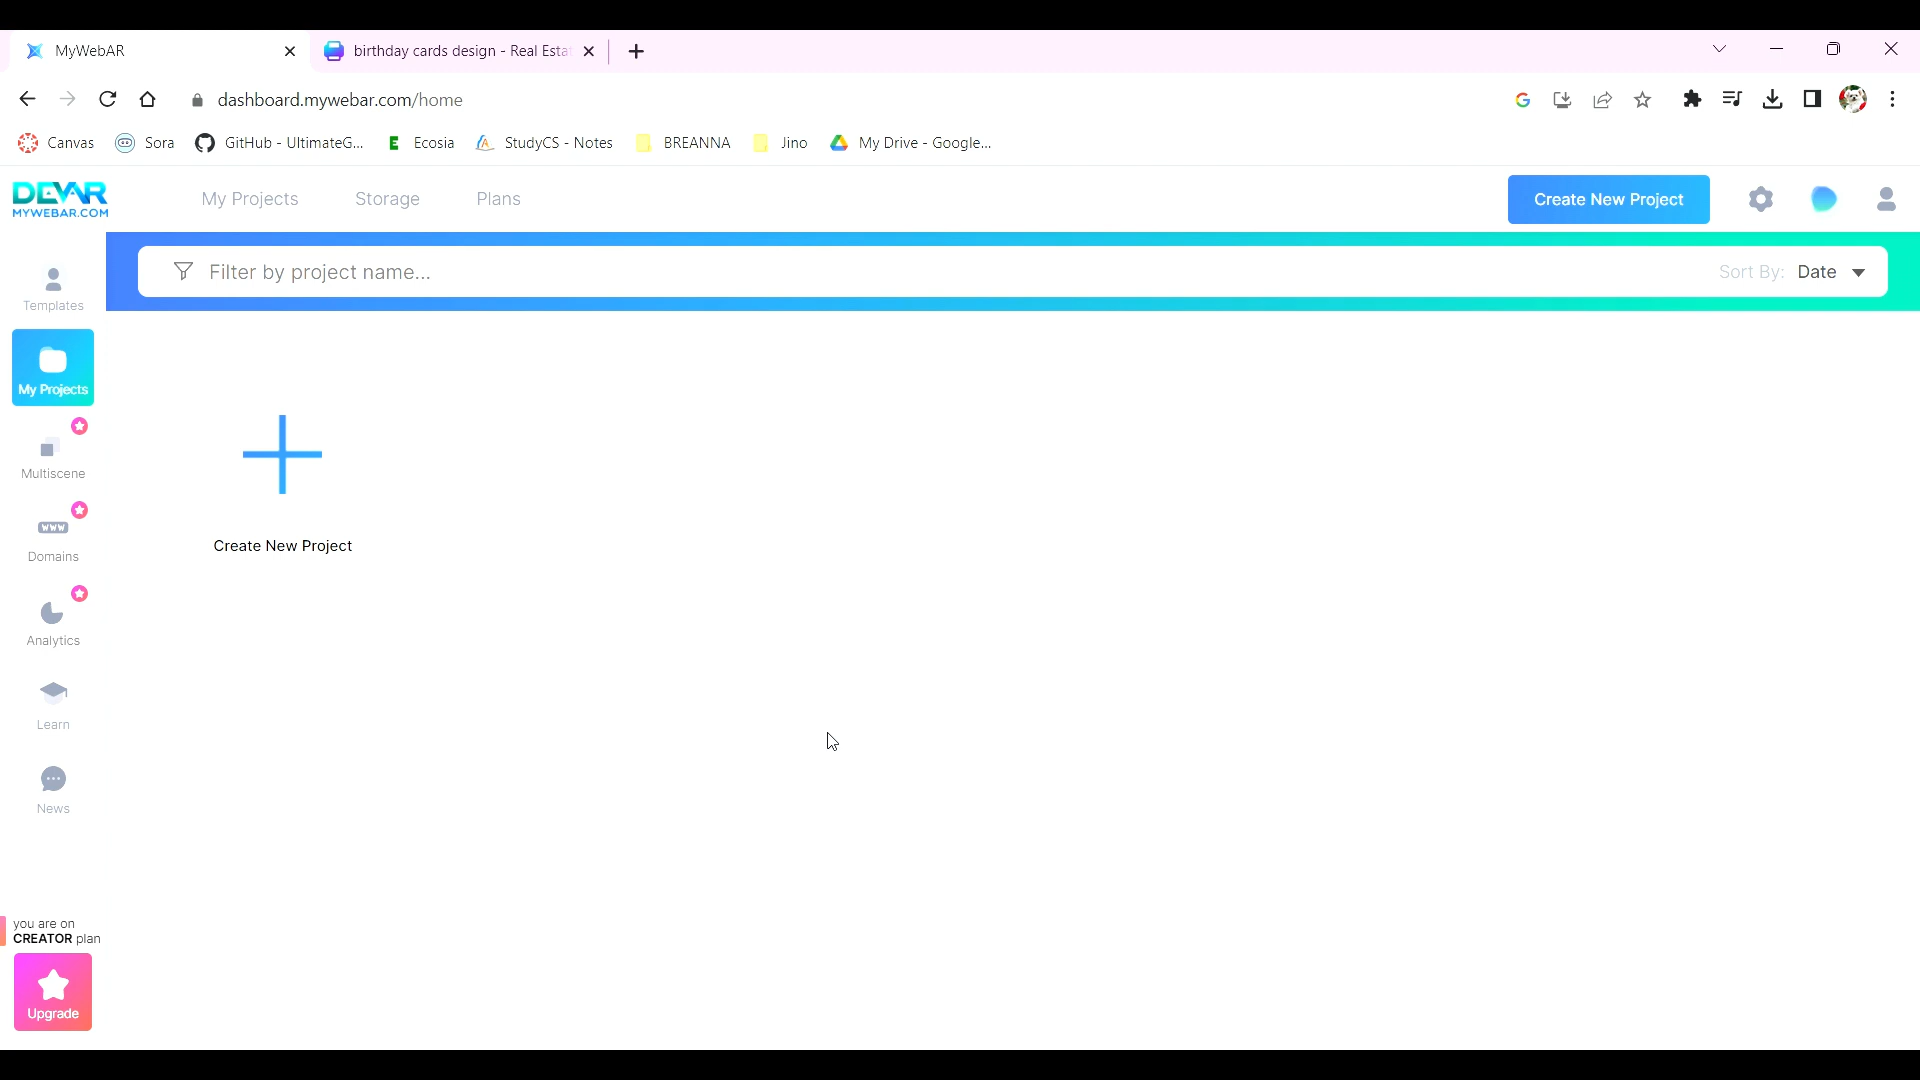 MyWebAR
birthday cards design - Real Esta
dashboard.mywebar.com/home
Canvas
Sora
GitHub - UltimateG...
Ecosia
StudyCS - Notes
BREANNA
Jino
My Drive - Google...
DEVAR
MYWEBAR.COM
My Projects
Storage
Plans
Create New Project
Filter by project name...
Sort By: Date
Templates
My Projects
Multiscene
WWW
Domains
Analytics
Learn
News
Create New Project
you are on
CREATOR plan
Upgrade